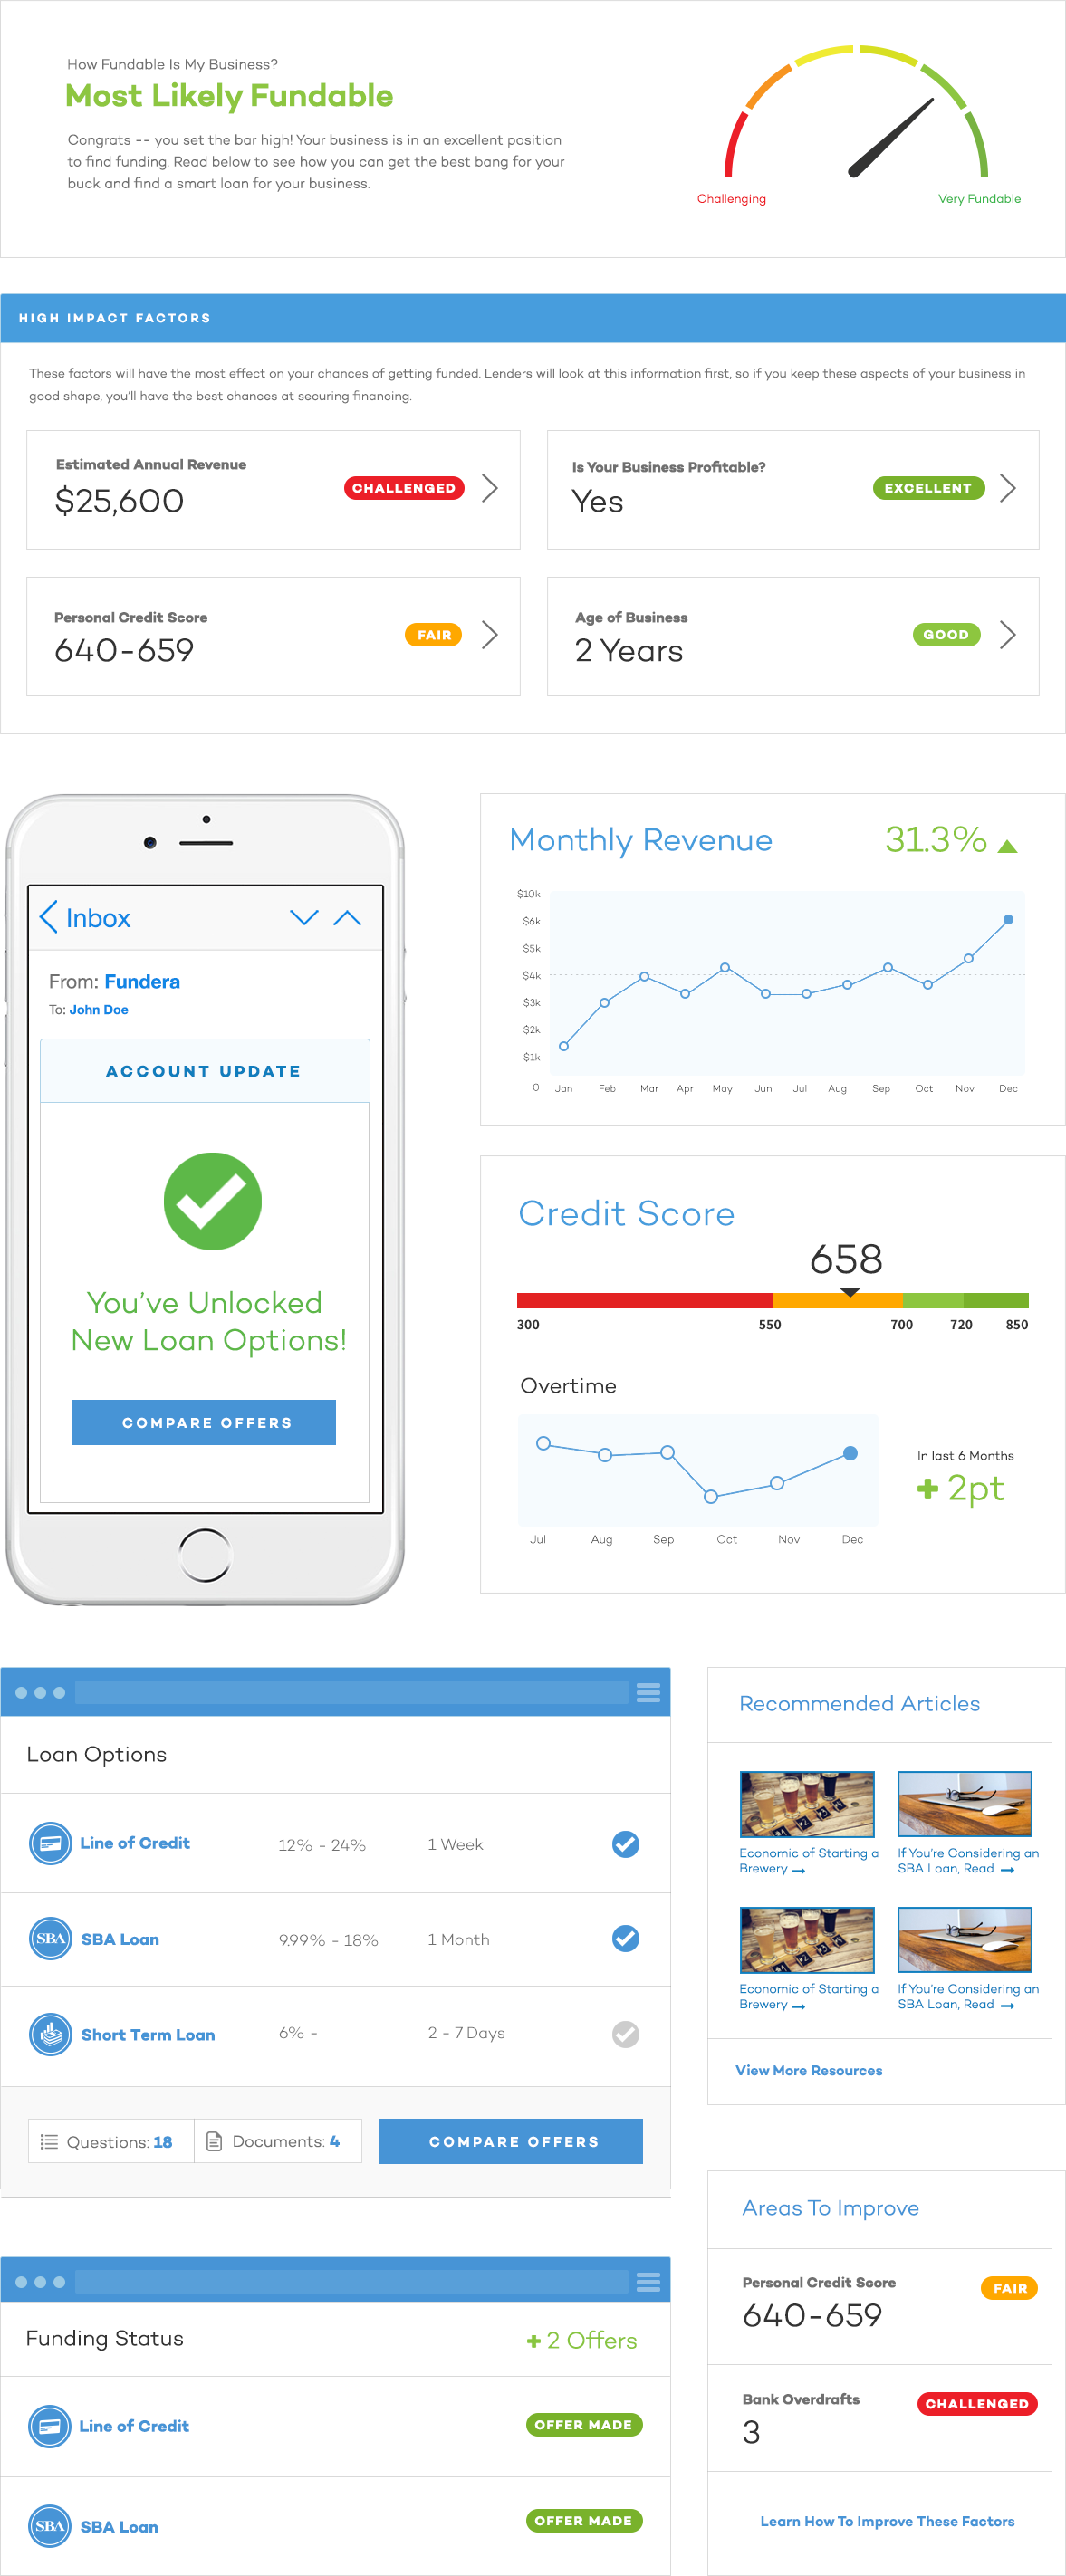 How Fundable Is My Business?
Most Likely Fundable
Congrats -- you set the bar high! Your business is in an excellent position
to find funding. Read below to see how you can get the best bang for your
buck and find a smart loan for your business.
Challenging
Very Fundable
HIGH IMPACT FACTORS
These factors will have the most effect on your chances of getting funded. Lenders will look at this information first, so if you keep these aspects of your business in
good shape, you'll have the best chances at securing financing.
Estimated Annual Revenue
$25,600
CHALLENGED
Is Your Business Profitable?
Yes
EXCELLENT
Personal Credit Score
640-659
FAIR
Age of Business
2 Years
GOOD
Inbox
From: Fundera
To: John Doe
ACCOUNT UPDATE
You've Unlocked
New Loan Options!
COMPARE OFFERS
Monthly Revenue
31.3%
$10k
$6k
$5k
$4k
$3k
$2k
$1k
0
Jan Feb Mar Apr May Jun Jul Aug Sep Oct Nov Dec
Credit Score
658
300 550 700 720 850
Overtime
Jul Aug Sep Oct Nov Dec
In last 6 Months
+ 2pt
Loan Options
Line of Credit 12% - 24% 1 Week
SBA SBA Loan 9.99% - 18% 1 Month
Short Term Loan 6% - 2 - 7 Days
Questions: 18 Documents: 4 COMPARE OFFERS
Recommended Articles
Economic of Starting a
Brewery
If You're Considering an
SBA Loan, Read
Economic of Starting a
Brewery
If You're Considering an
SBA Loan, Read
View More Resources
Funding Status
+ 2 Offers
Line of Credit OFFER MADE
SBA SBA Loan OFFER MADE
Areas To Improve
Personal Credit Score
640-659
FAIR
Bank Overdrafts
3
CHALLENGED
Learn How To Improve These Factors